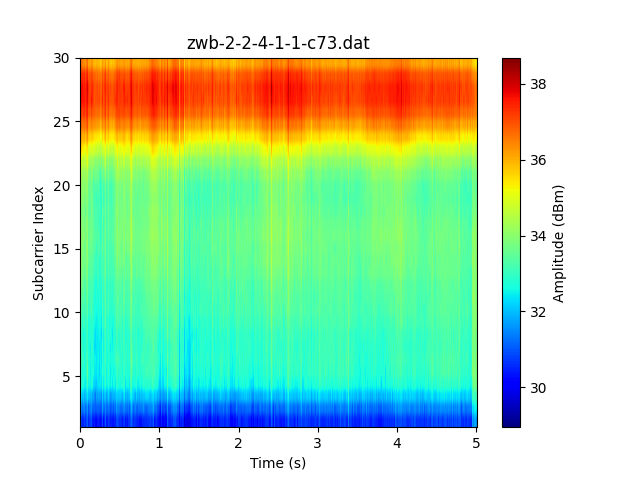 zwb-2-2-4-1-1-c73.dat
30
25
20
15
10
5
Subcarrier Index
0 1 2 3 4 5
Time (s)
38
36
34
32
30
Amplitude (dBm)